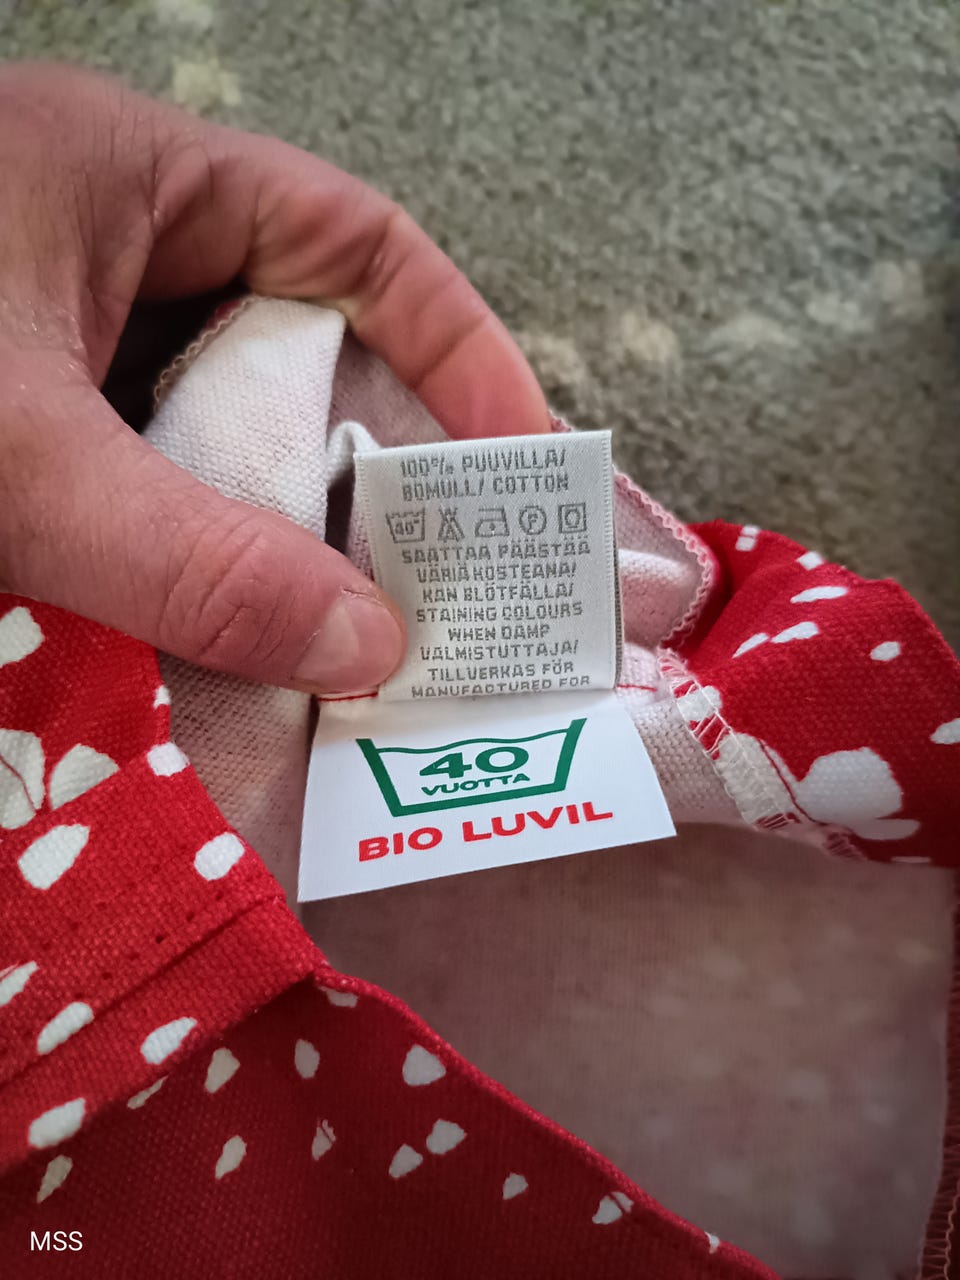 100% PUUVILLA/
BOMULL/ COTTON
40°
P
SAATTAA PÄÄSTÄÄ
VÄRIÄ KOSTEANA/
KAN BLÖTFÄLLA/
STAINING COLOURS
WHEN DAMP
VALMISTUTTAJA/
TILLVERKAS FÖR
MANUFACTURED FOR
40
VUOTTA
BIO LUVIL
MSS